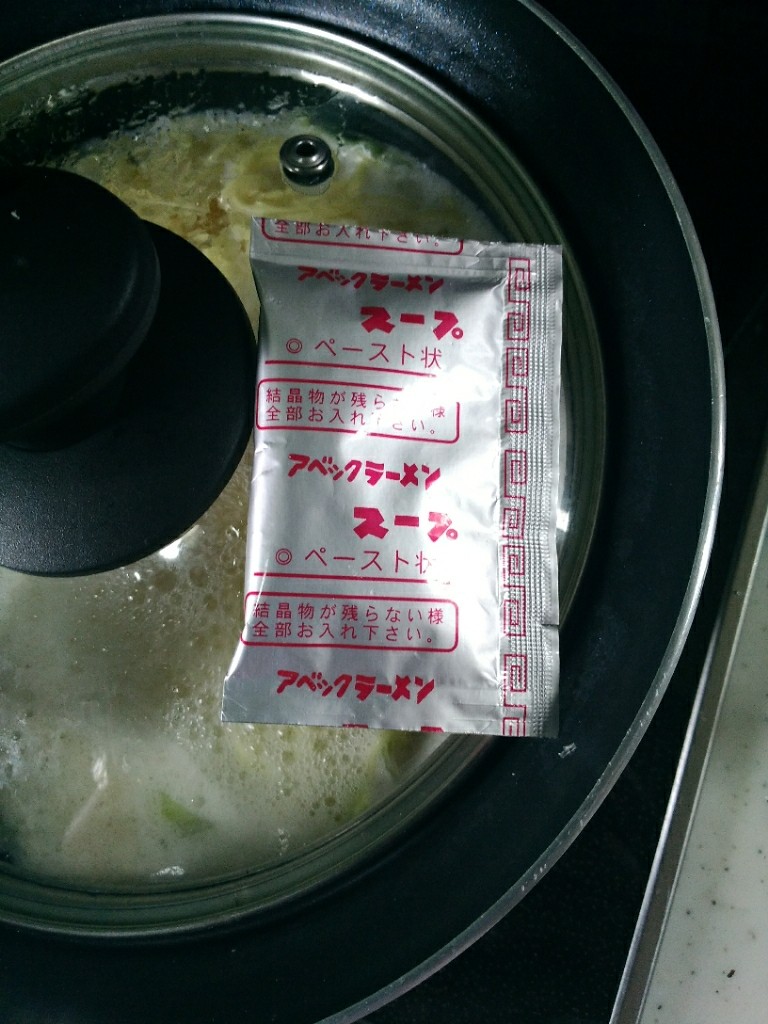 全部お入れ下さい。
アベックラーメン
スープ
◎ ペースト状
結晶物が残ら 様
全部お入れ下さい。
アベックラーメン
スープ
◎ ペースト状
結晶物が残らない様
全部お入れ下さい。
アベックラーメン